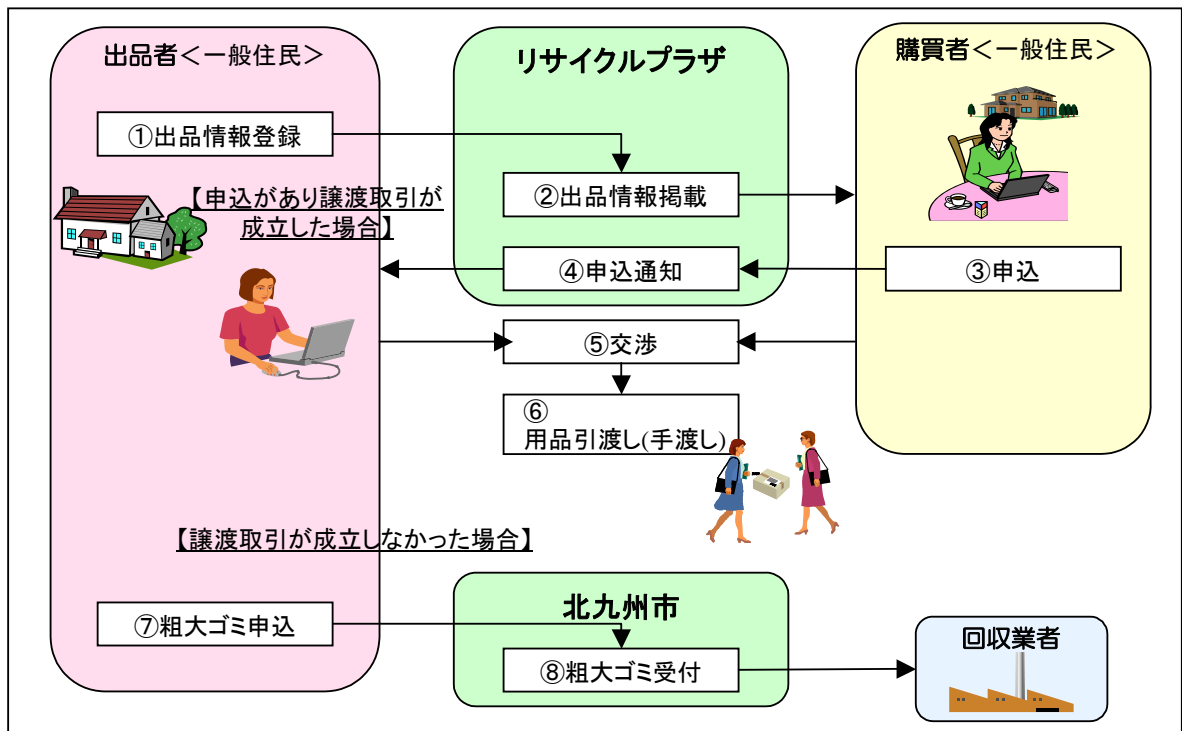 出品者<一般住民>
リサイクルプラザ
購買者<一般住民>
①出品情報登録
②出品情報掲載
【申込があり譲渡取引が
成立した場合】
④申込通知
③申込
⑤交渉
⑥
用品引渡し(手渡し)
【譲渡取引が成立しなかった場合】
⑦粗大ゴミ申込
北九州市
⑧粗大ゴミ受付
回収業者